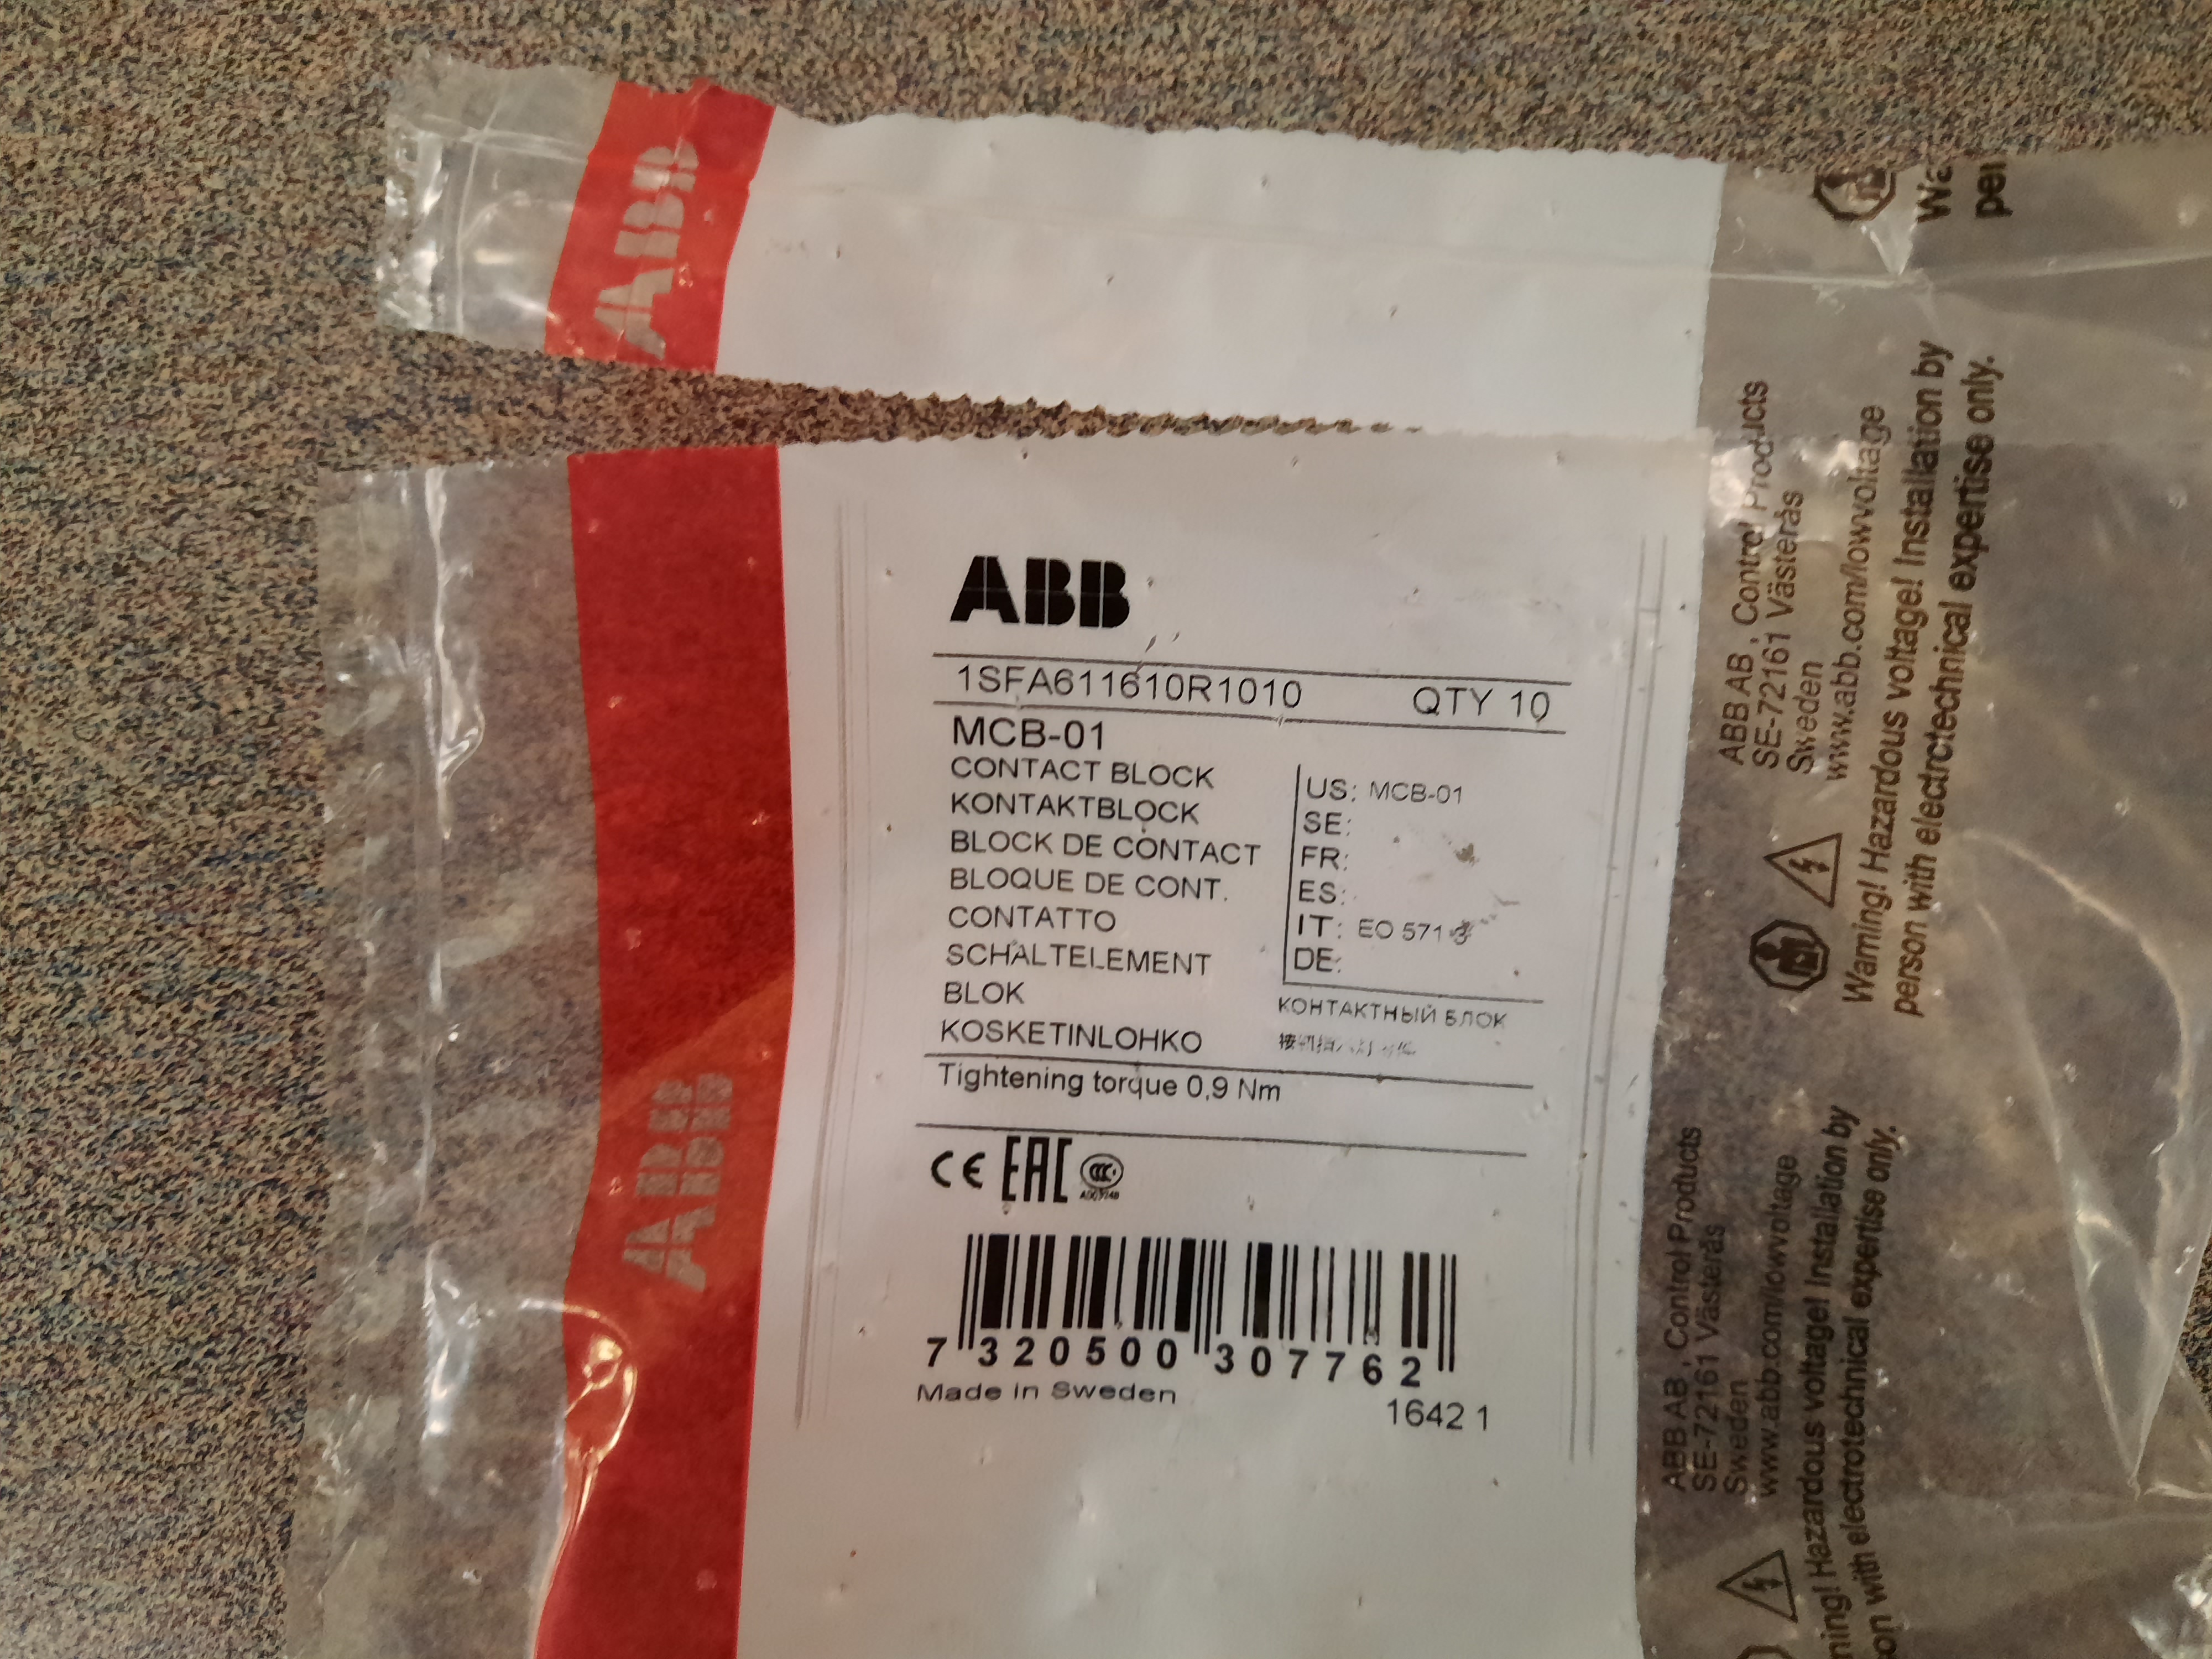 ABB
ABB
1SFA611610R1010 QTY 10
MCB-01
CONTACT BLOCK
KONTAKTBLOCK
BLOCK DE CONTACT
BLOQUE DE CONT.
CONTATTO
SCHALTELEMENT
BLOK
KOSKETINLOHKO
US: MCB-01
SE:
FR:
ES:
IT: EO 571
DE:
КОНТАКТНЫЙ БЛОК
Tightening torque 0,9 Nm
CE EAC CCC
7 320500 307762
Made in Sweden
16421
ABB
ABB AB, Control Products
SE-72161 Västerås
Sweden
www.abb.com/lowvoltage
Warning! Hazardous voltage! Installation by
person with electrotechnical expertise only.
ABB AB, Control Products
SE-72161 Västerås
Sweden
www.abb.com/lowvoltage
ning! Hazardous voltage! Installation by
on with electrotechnical expertise only.